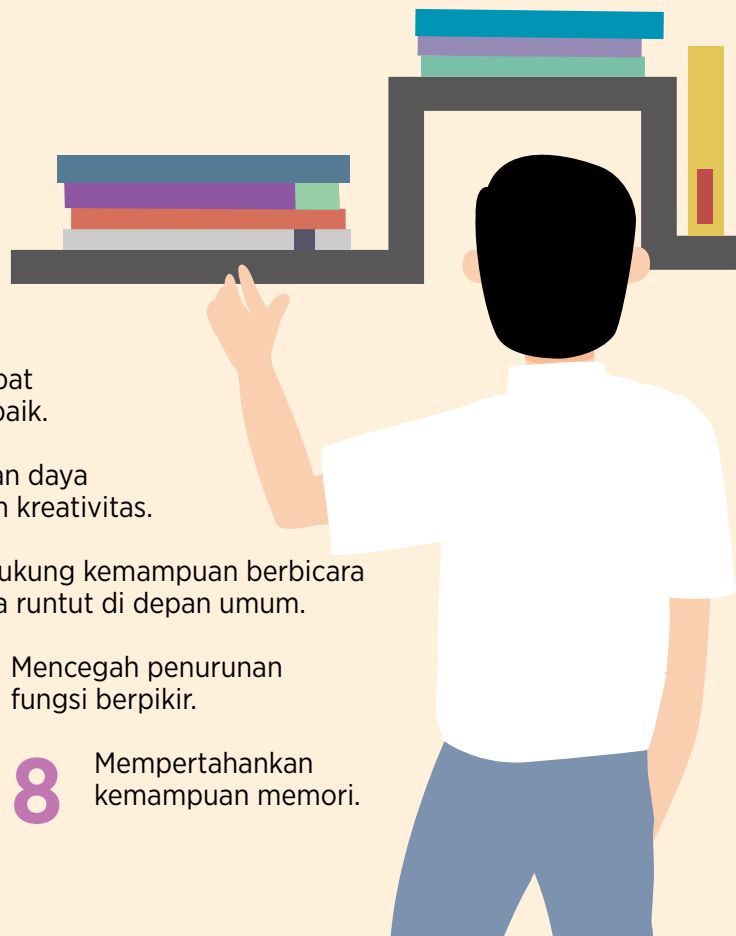 pat
baik.
an daya
n kreativitas.
ukung kemampuan berbicara
a runtut di depan umum.
Mencegah penurunan
fungsi berpikir.
8 Mempertahankan
kemampuan memori.